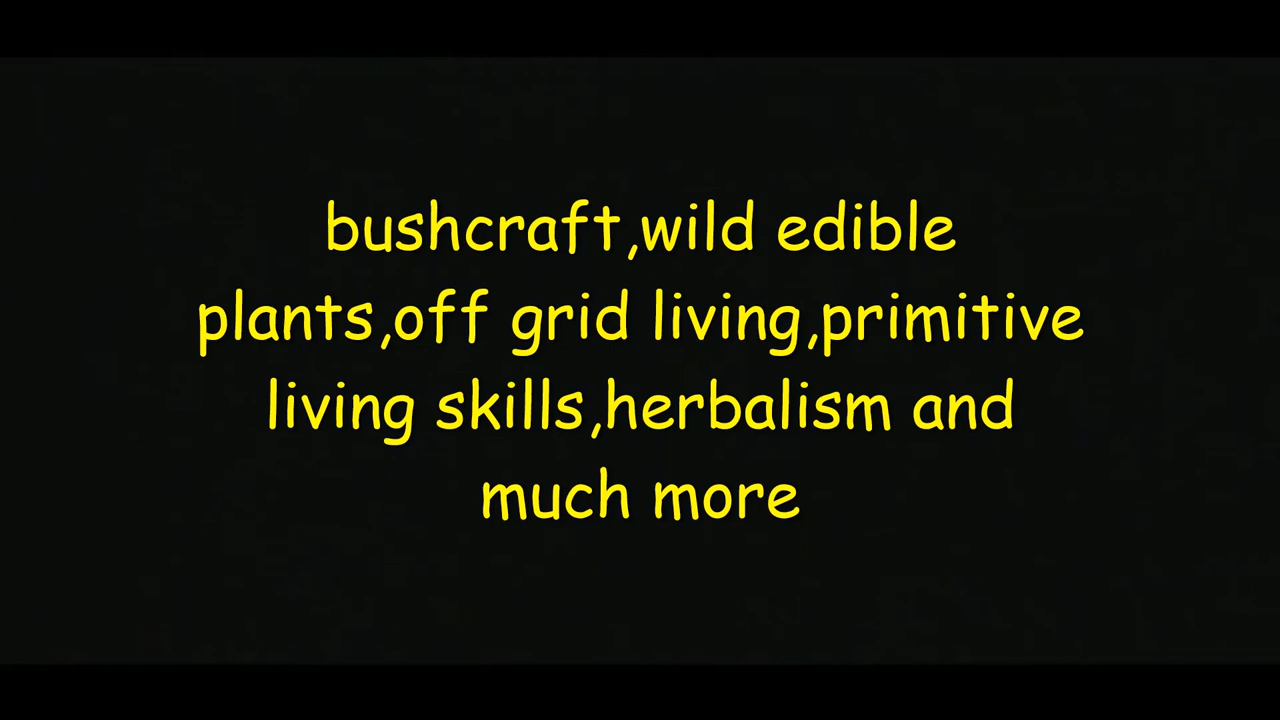 bushcraft,wild edible
plants,off grid living,primitive
living skills,herbalism and
much more